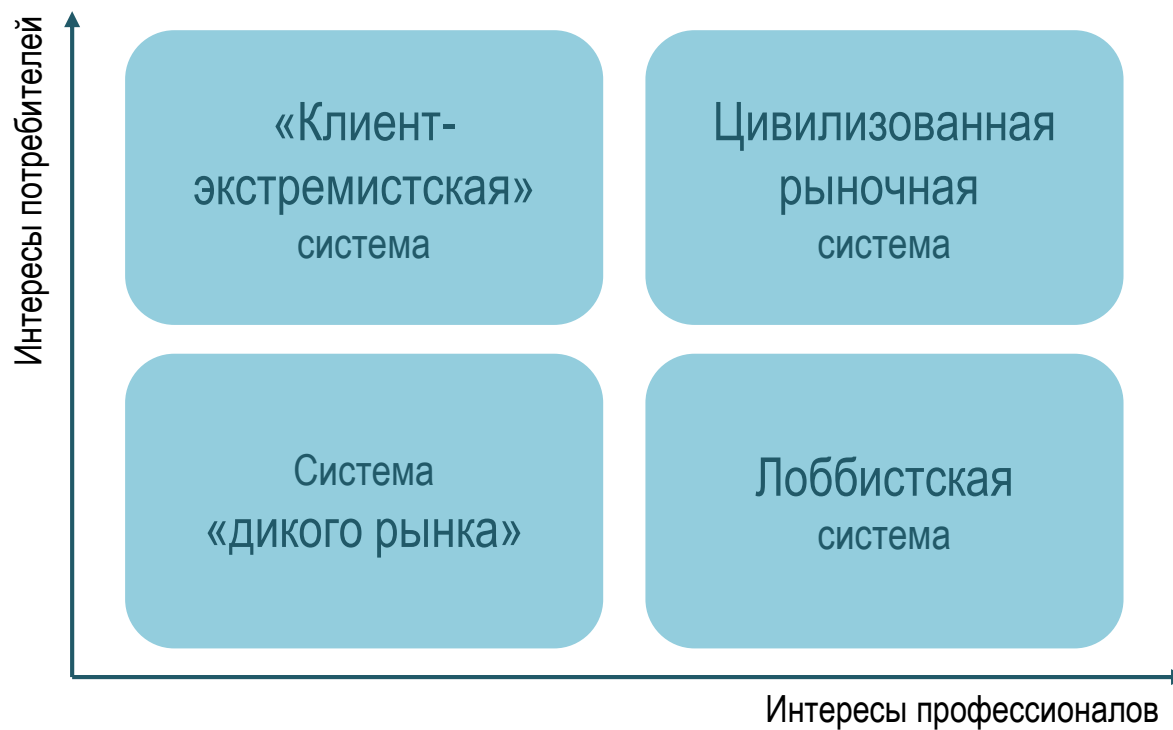 Интересы потребителей
«Клиент-
экстремистская»
система
Цивилизованная
рыночная
система
Система
«дикого рынка»
Лоббистская
система
Интересы профессионалов